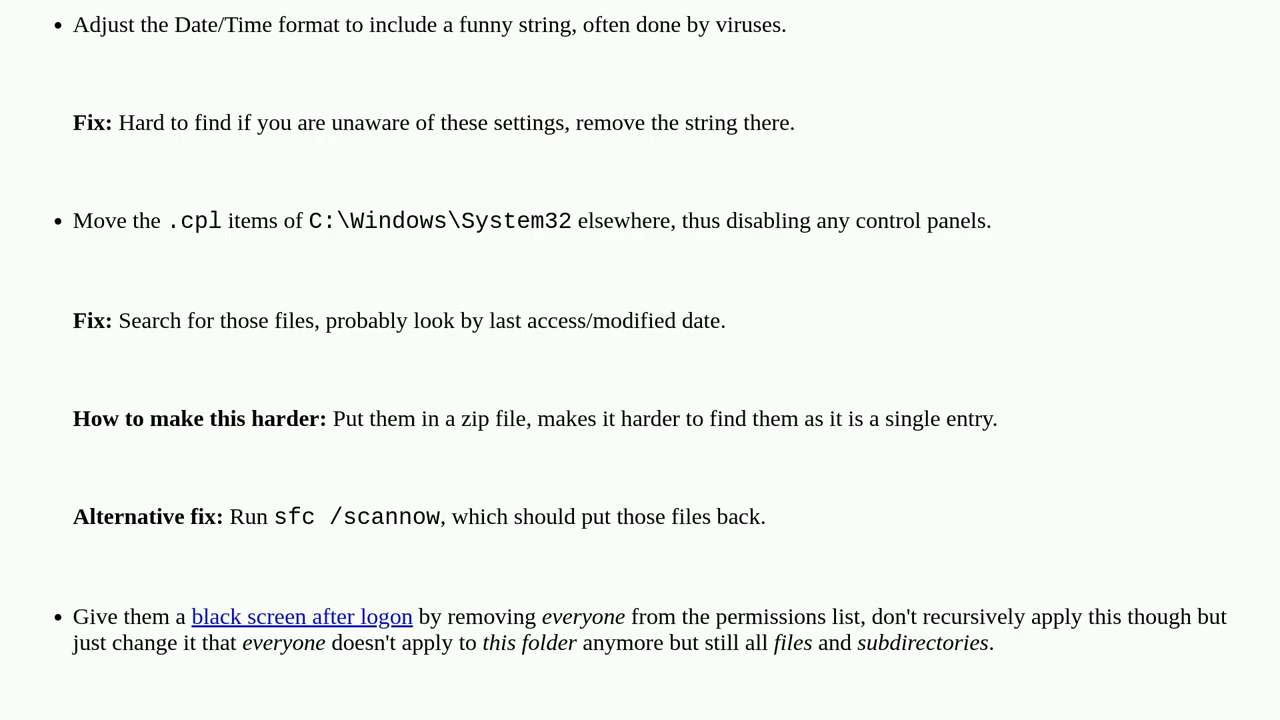 • Adjust the Date/Time format to include a funny string, often done by viruses.
Fix: Hard to find if you are unaware of these settings, remove the string there.
• Move the .cpl items of C:\Windows\System32 elsewhere, thus disabling any control panels.
Fix: Search for those files, probably look by last access/modified date.
How to make this harder: Put them in a zip file, makes it harder to find them as it is a single entry.
Alternative fix: Run sfc /scannow, which should put those files back.
• Give them a black screen after logon by removing everyone from the permissions list, don't recursively apply this though but
just change it that everyone doesn't apply to this folder anymore but still all files and subdirectories.